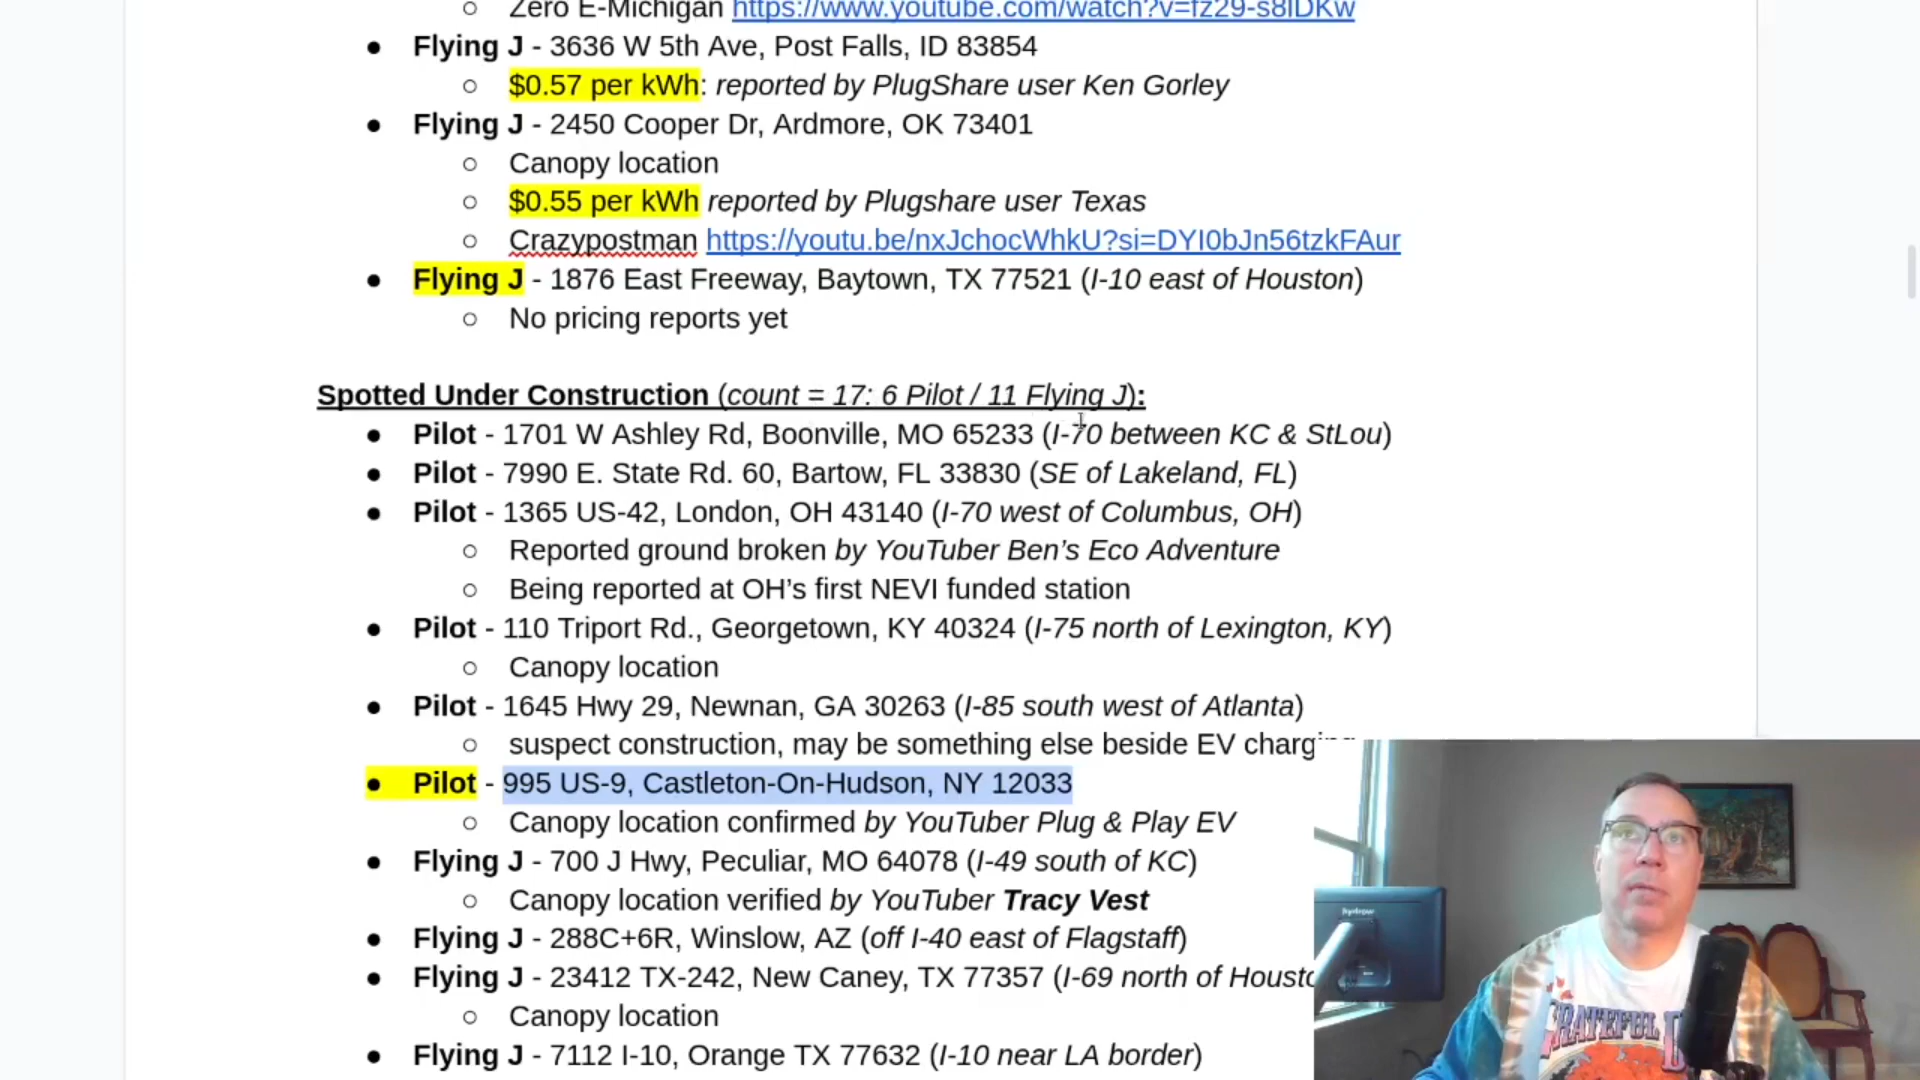 Zero E-Michigan https://www.youtube.com/watch?v=fz29-s8lDKw
Flying J - 3636 W 5th Ave, Post Falls, ID 83854
$0.57 per kWh: reported by PlugShare user Ken Gorley
Flying J - 2450 Cooper Dr, Ardmore, OK 73401
Canopy location
$0.55 per kWh reported by Plugshare user Texas
Crazypostman https://youtu.be/nxJchocWhkU?si=DYI0bJn56tzkFAur
Flying J - 1876 East Freeway, Baytown, TX 77521 (I-10 east of Houston)
No pricing reports yet
Spotted Under Construction (count = 17: 6 Pilot / 11 Flying J):
Pilot - 1701 W Ashley Rd, Boonville, MO 65233 (I-70 between KC & StLou)
Pilot - 7990 E. State Rd. 60, Bartow, FL 33830 (SE of Lakeland, FL)
Pilot - 1365 US-42, London, OH 43140 (I-70 west of Columbus, OH)
Reported ground broken by YouTuber Ben’s Eco Adventure
Being reported at OH’s first NEVI funded station
Pilot - 110 Triport Rd., Georgetown, KY 40324 (I-75 north of Lexington, KY)
Canopy location
Pilot - 1645 Hwy 29, Newnan, GA 30263 (I-85 south west of Atlanta)
suspect construction, may be something else beside EV charging
Pilot - 995 US-9, Castleton-On-Hudson, NY 12033
Canopy location confirmed by YouTuber Plug & Play EV
Flying J - 700 J Hwy, Peculiar, MO 64078 (I-49 south of KC)
Canopy location verified by YouTuber Tracy Vest
Flying J - 288C+6R, Winslow, AZ (off I-40 east of Flagstaff)
Flying J - 23412 TX-242, New Caney, TX 77357 (I-69 north of Housto
Canopy location
Flying J - 7112 I-10, Orange TX 77632 (I-10 near LA border)
GRATEFUL D